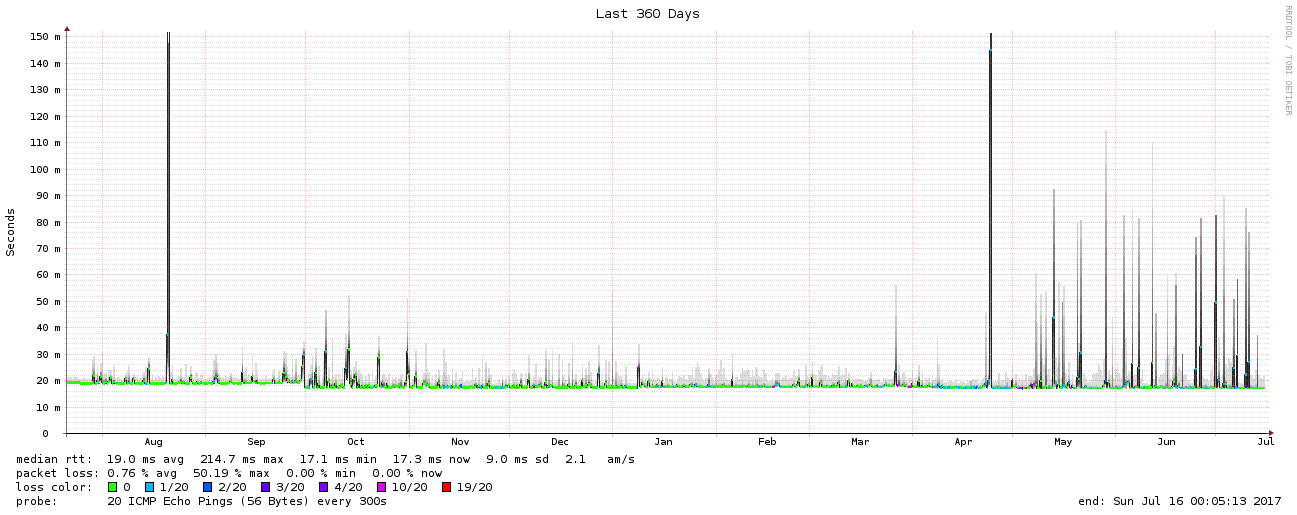 Last 360 Days
RRDTOOL / TOBI OETIKER
Seconds
150 m
140 m
130 m
120 m
110 m
100 m
90 m
80 m
70 m
60 m
50 m
40 m
30 m
20 m
10 m
0
Aug Sep Oct Nov Dec Jan Feb Mar Apr May Jun Jul
median rtt: 19.0 ms avg 214.7 ms max 17.1 ms min 17.3 ms now 9.0 ms sd 2.1 am/s
packet loss: 0.76 % avg 50.19 % max 0.00 % min 0.00 % now
loss color: 0 1/20 2/20 3/20 4/20 10/20 19/20
probe: 20 ICMP Echo Pings (56 Bytes) every 300s end: Sun Jul 16 00:05:13 2017